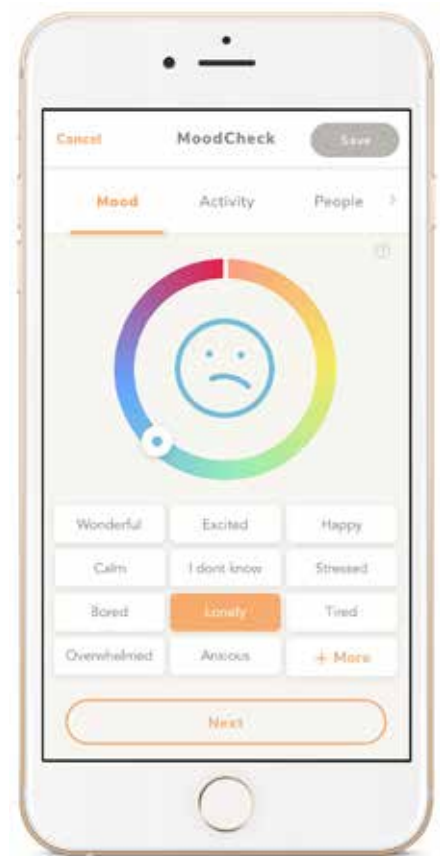 Cancel MoodCheck Save
Mood Activity People >
Wonderful Excited Happy
Calm I dont know Stressed
Bored Lonely Tired
Overwhelmed Anxious + More
Next